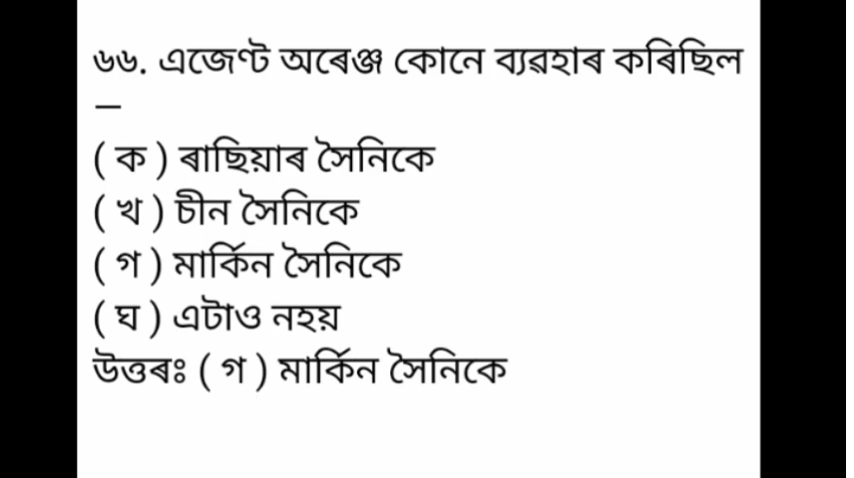 ৬৬. এজেণ্ট অৰেঞ্জ কোনে ব্যৱহাৰ কৰিছিল
—
( ক ) ৰাছিয়াৰ সৈনিকে
( খ ) চীন সৈনিকে
( গ ) মাৰ্কিন সৈনিকে
( ঘ ) এটাও নহয়
উত্তৰঃ ( গ ) মাৰ্কিন সৈনিকে